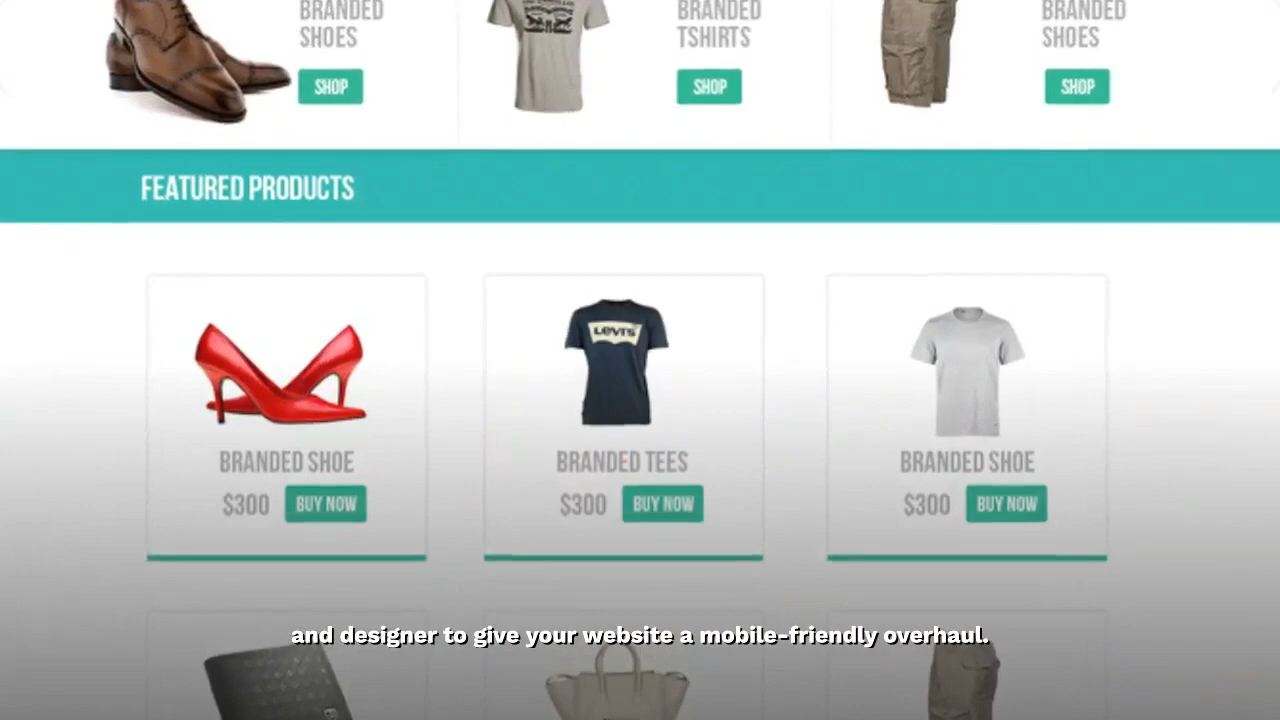 BRANDED
SHOES
SHOP
BRANDED
TSHIRTS
SHOP
BRANDED
SHOES
SHOP
FEATURED PRODUCTS
LEVI'S
BRANDED SHOE
$300 BUY NOW
BRANDED TEES
$300 BUY NOW
BRANDED SHOE
$300 BUY NOW
and designer to give your website a mobile-friendly overhaul.